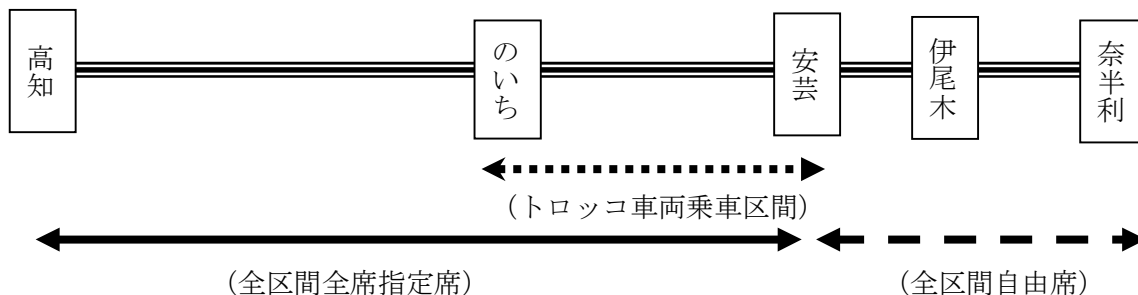 高知
のいち
安芸
伊尾木
奈半利
（トロッコ車両乗車区間）
（全区間全席指定席）
（全区間自由席）